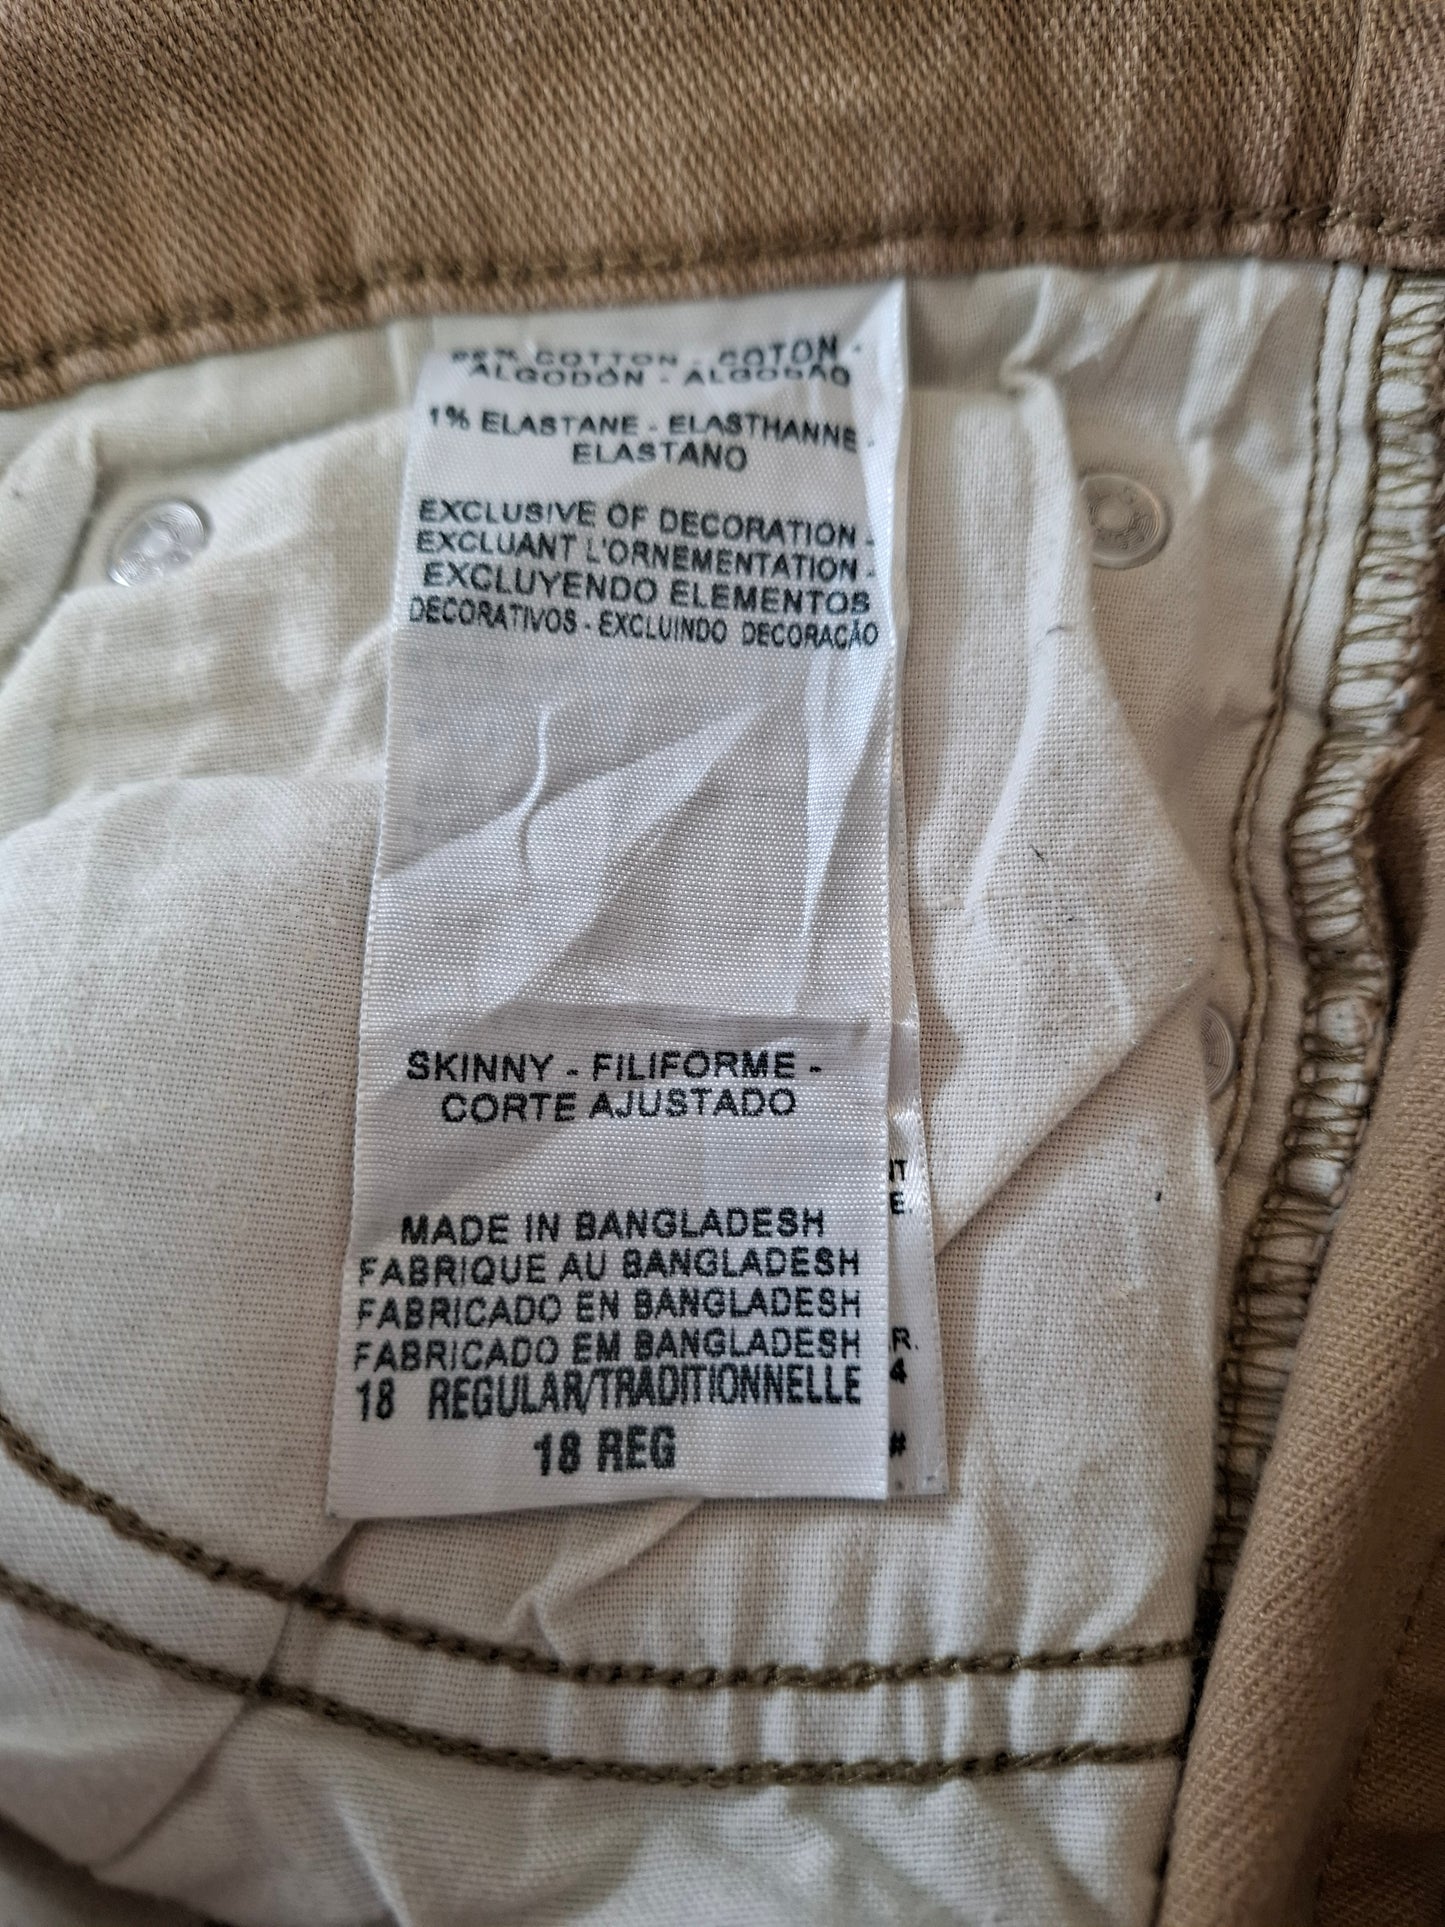 COTTON - COTON -
ALGODÓN - ALGODÃO
1% ELASTANE - ELASTHANNE -
ELASTANO
EXCLUSIVE OF DECORATION -
EXCLUANT L'ORNEMENTATION -
EXCLUYENDO ELEMENTOS
DECORATIVOS - EXCLUINDO DECORAÇÃO
SKINNY - FILIFORME -
CORTE AJUSTADO
MADE IN BANGLADESH
FABRIQUE AU BANGLADESH
FABRICADO EN BANGLADESH
FABRICADO EM BANGLADESH
18 REGULAR/TRADITIONNELLE
18 REG